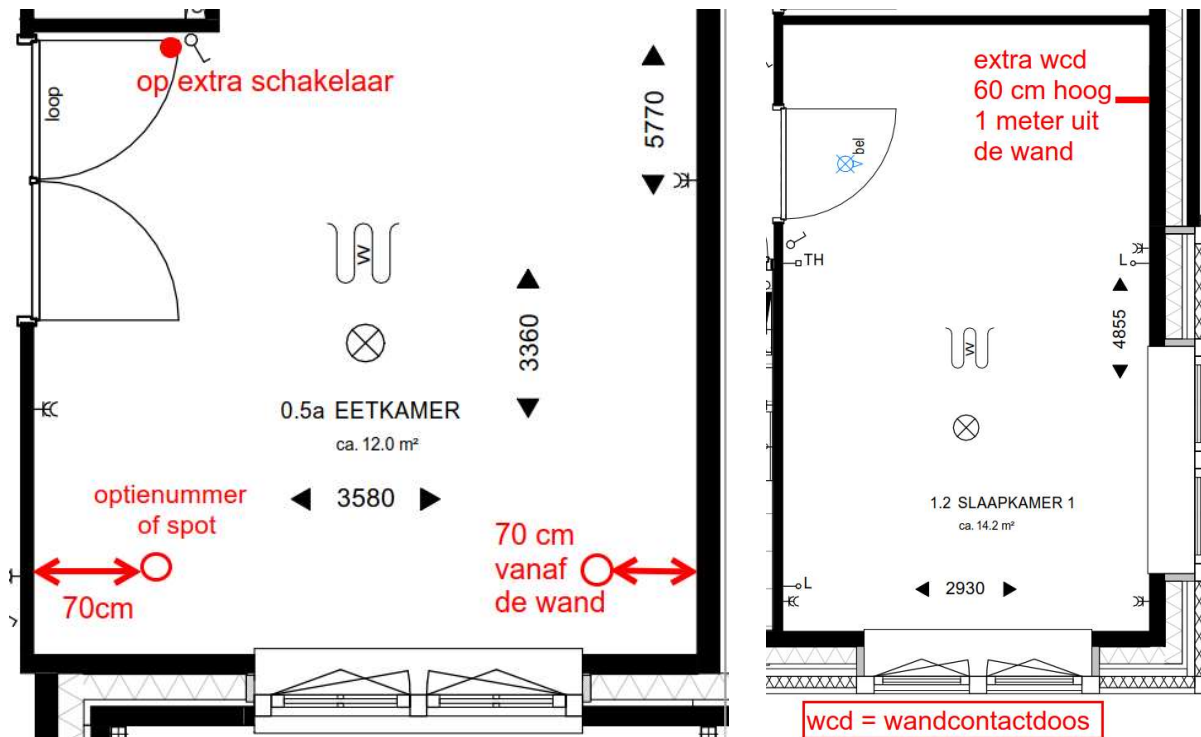 op extra schakelaar
loop
5770
W
3360
0.5a EETKAMER
ca. 12.0 m²
3580
optienummer
of spot
70cm
70 cm
vanaf
de wand
extra wcd
60 cm hoog
1 meter uit
de wand
bel
TH
L
4855
W
1.2 SLAAPKAMER 1
ca. 14.2 m²
L
2930
wcd = wandcontactdoos